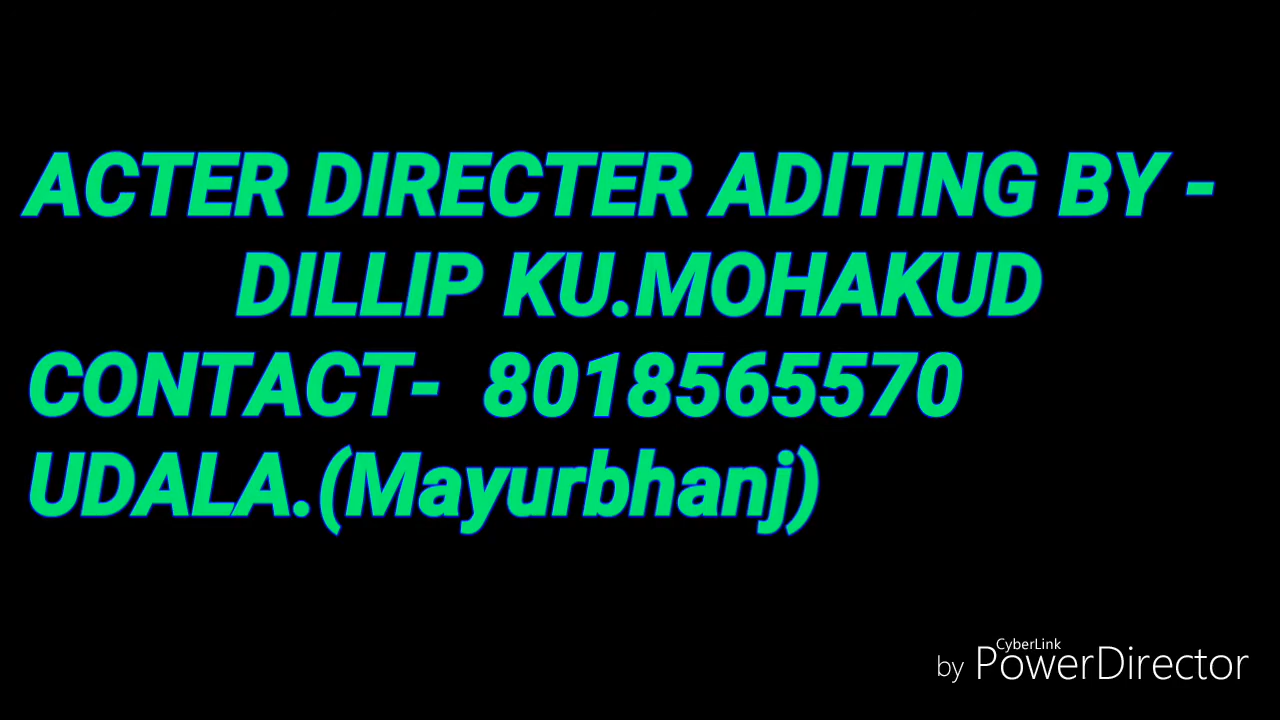 ACTER DIRECTER ADITING BY -
DILLIP KU.MOHAKUD
CONTACT- 8018565570
UDALA.(Mayurbhanj)
CyberLink
by PowerDirector